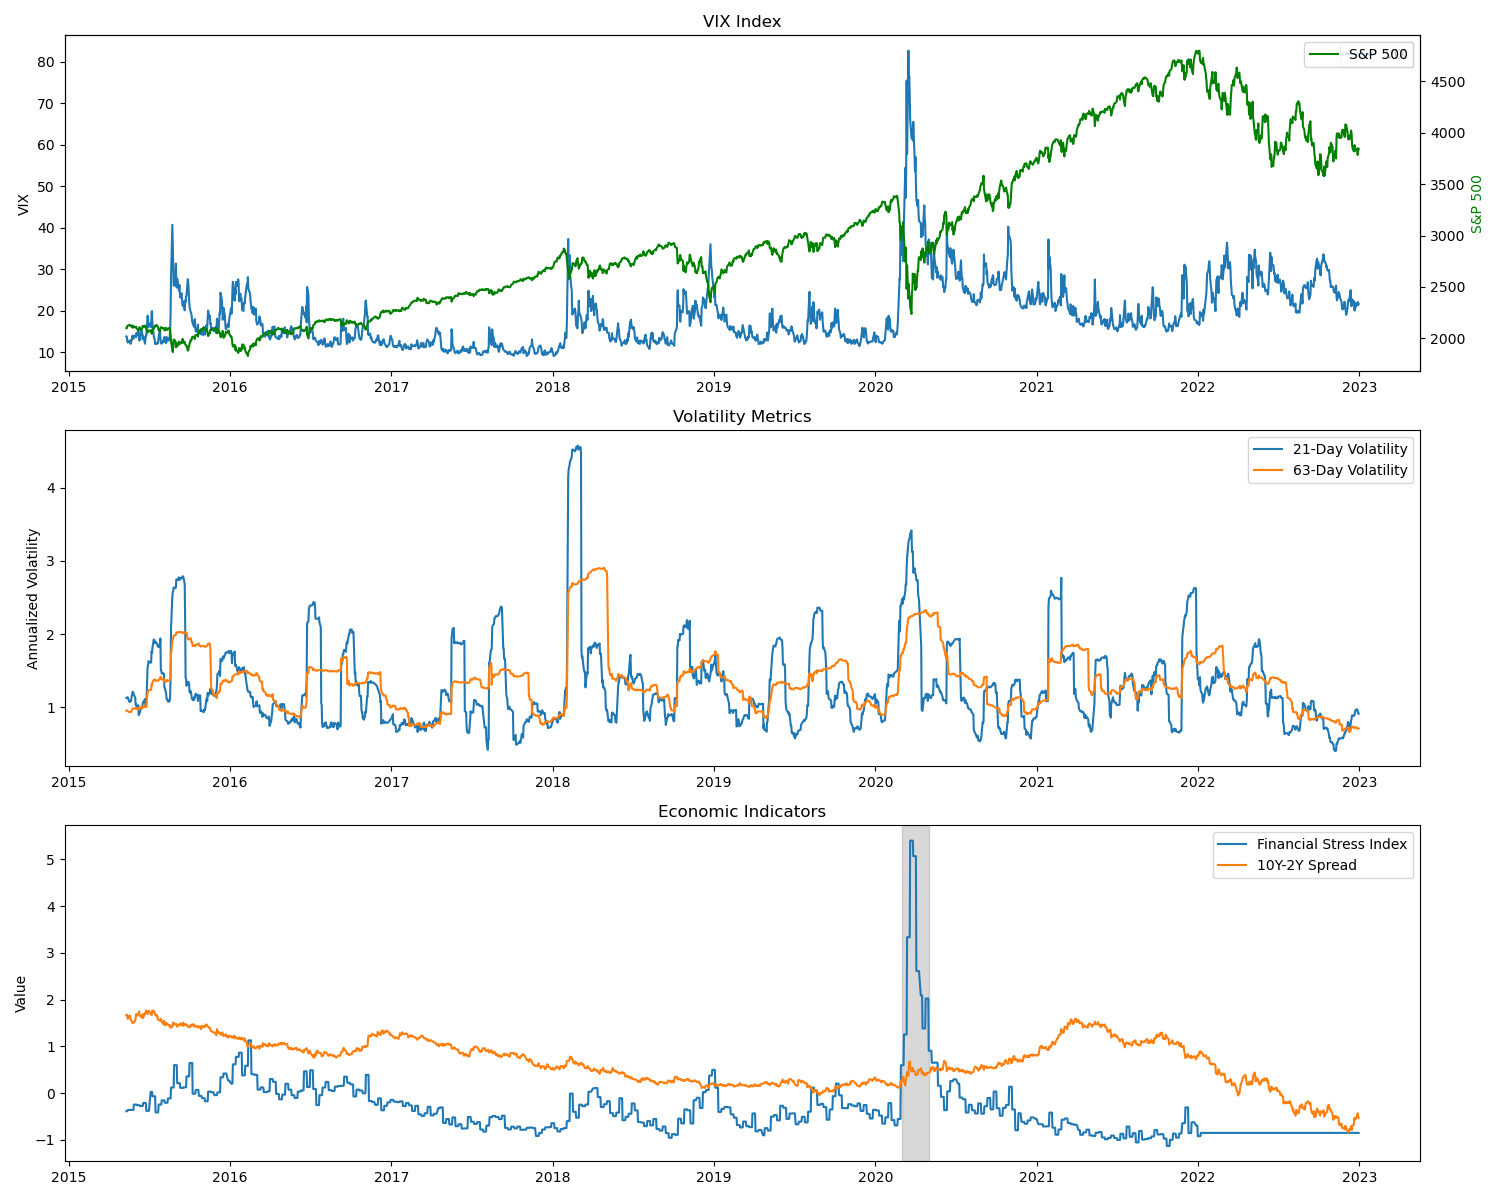 VIX Index
80
70
60
50
40
30
20
10
VIX
S&P 500
4500
4000
3500
3000
2500
2000
S&P 500
2015 2016 2017 2018 2019 2020 2021 2022 2023
Volatility Metrics
4
3
2
1
Annualized Volatility
21-Day Volatility
63-Day Volatility
2015 2016 2017 2018 2019 2020 2021 2022 2023
Economic Indicators
5
4
3
2
1
0
−1
Value
Financial Stress Index
10Y-2Y Spread
2015 2016 2017 2018 2019 2020 2021 2022 2023